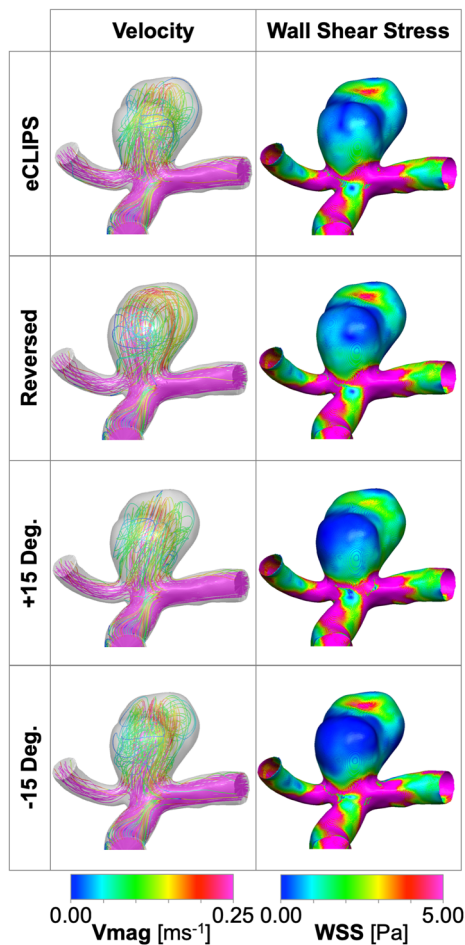 Velocity
Wall Shear Stress
eCLIPS
Reversed
+15 Deg.
-15 Deg.
0.00 0.25
Vmag [ms⁻¹]
0.00 5.00
WSS [Pa]